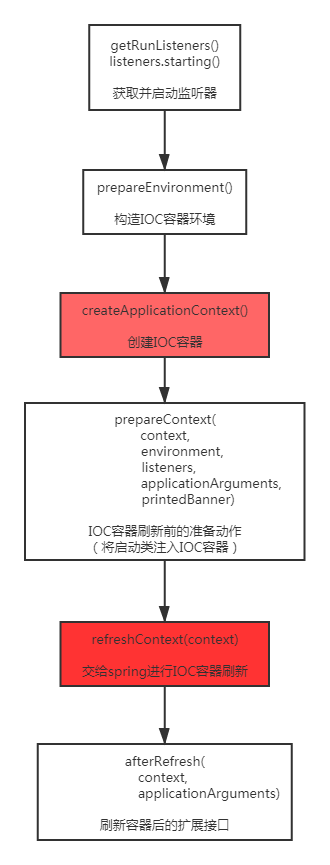 getRunListeners()
listeners.starting()
获取并启动监听器
prepareEnvironment()
构造IOC容器环境
createApplicationContext()
创建IOC容器
prepareContext(
context,
environment,
listeners,
applicationArguments,
printedBanner)
IOC容器刷新前的准备动作
（将启动类注入IOC容器）
refreshContext(context)
交给spring进行IOC容器刷新
afterRefresh(
context,
applicationArguments)
刷新容器后的扩展接口